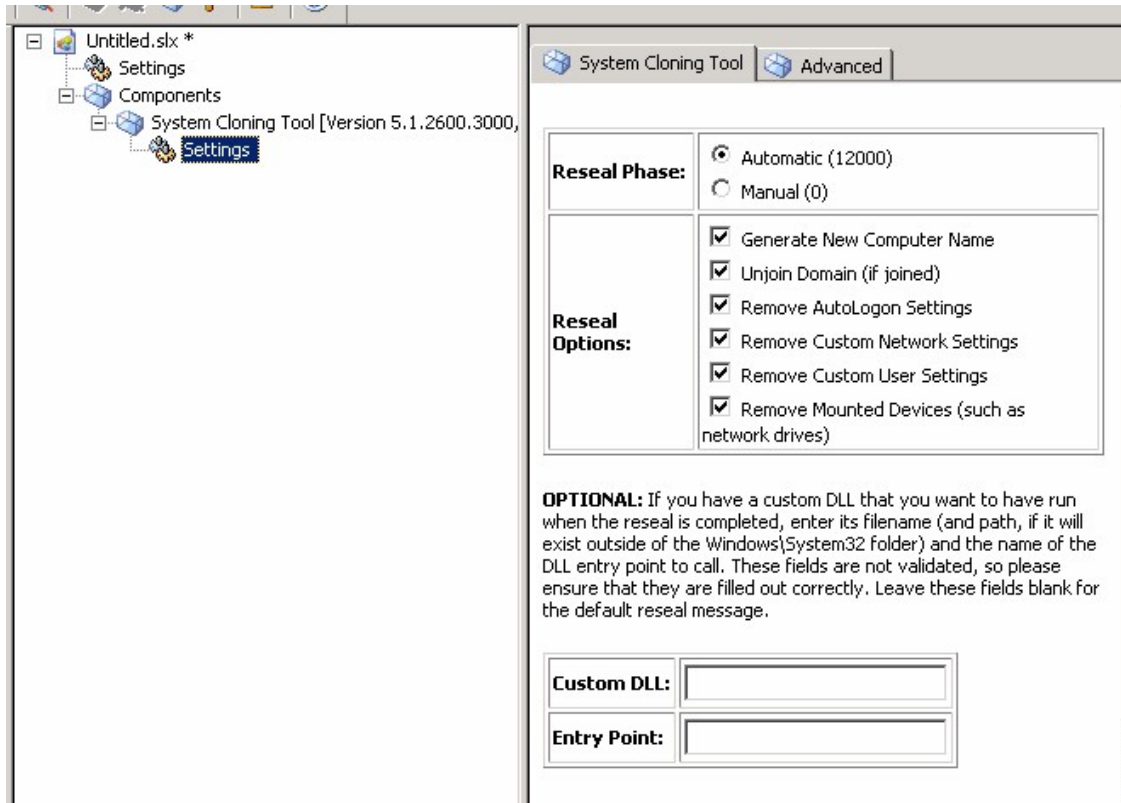 Untitled.slx *
Settings
Components
System Cloning Tool [Version 5.1.2600.3000,
Settings
System Cloning Tool
Advanced
Reseal Phase:
Automatic (12000)
Manual (0)
Reseal
Options:
Generate New Computer Name
Unjoin Domain (if joined)
Remove AutoLogon Settings
Remove Custom Network Settings
Remove Custom User Settings
Remove Mounted Devices (such as
network drives)
OPTIONAL: If you have a custom DLL that you want to have run
when the reseal is completed, enter its filename (and path, if it will
exist outside of the Windows\System32 folder) and the name of the
DLL entry point to call. These fields are not validated, so please
ensure that they are filled out correctly. Leave these fields blank for
the default reseal message.
Custom DLL:
Entry Point: